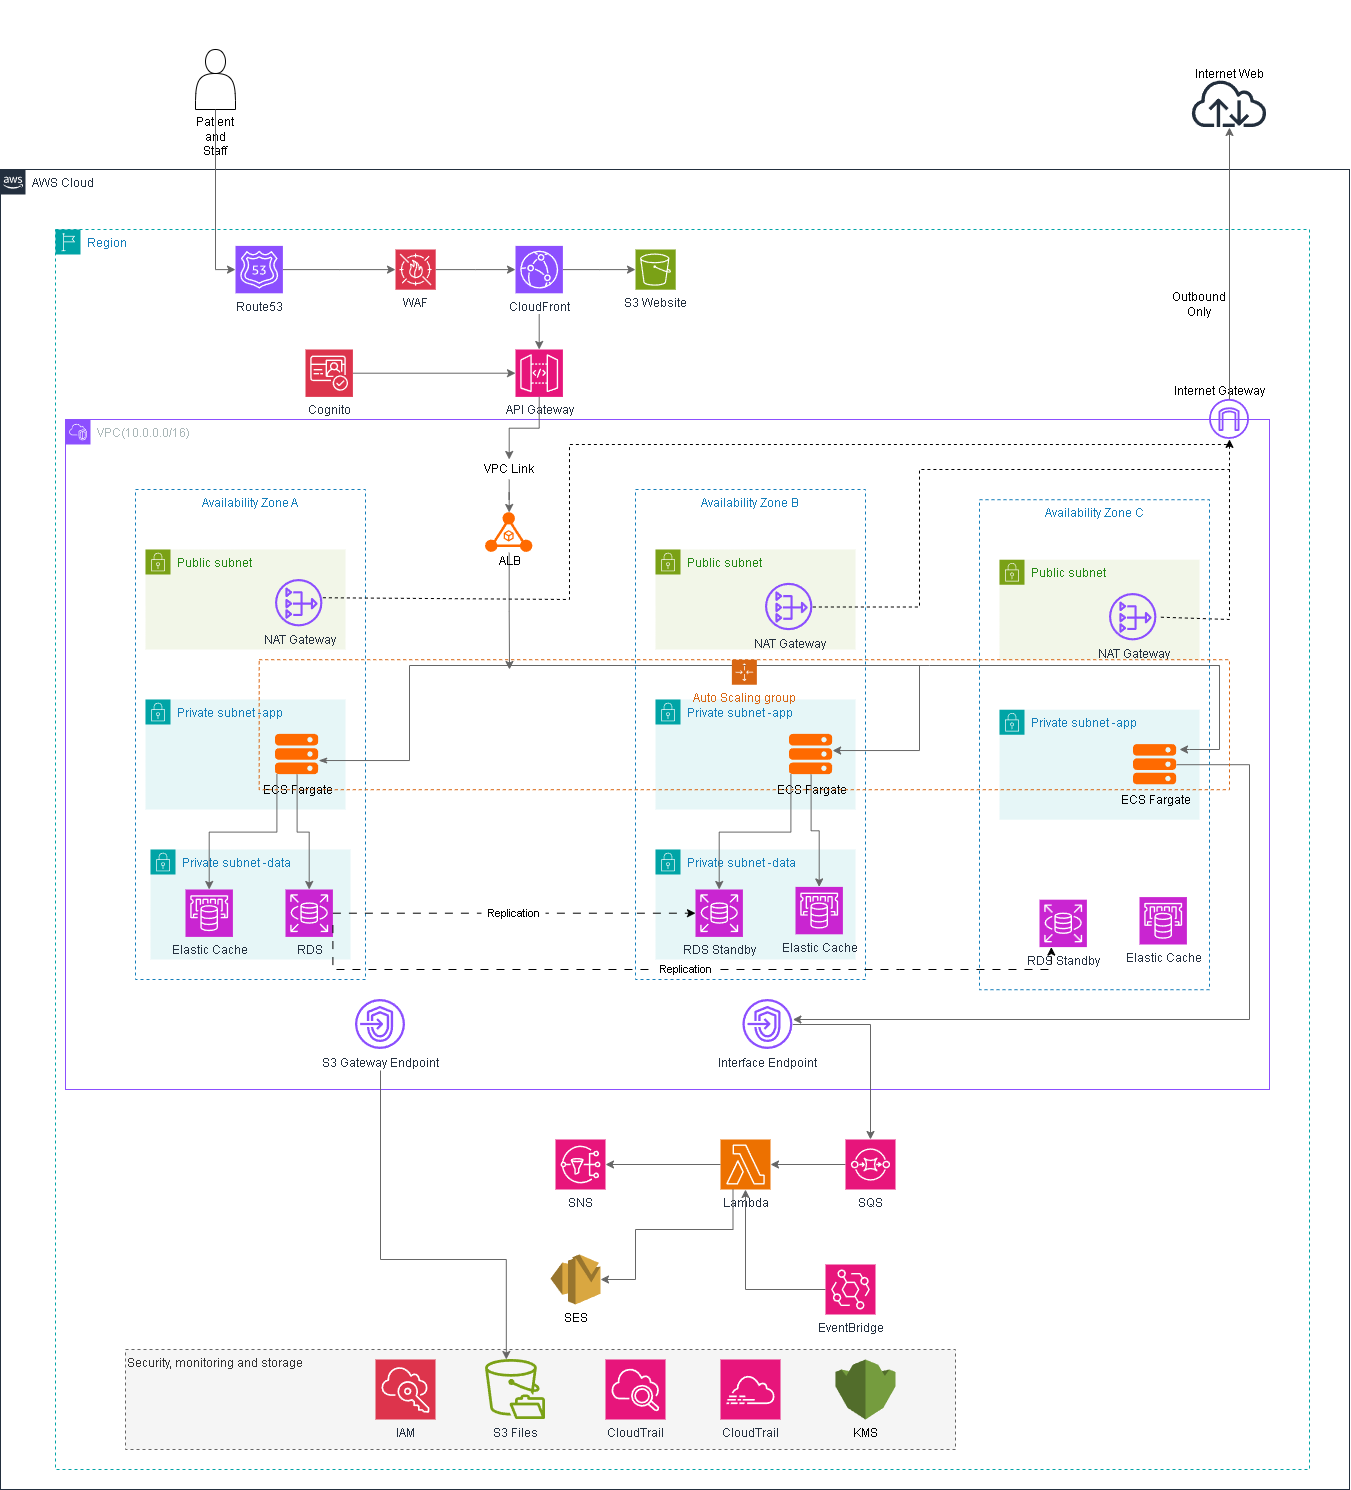 Internet Web
Patient
and
Staff
aws
AWS Cloud
Region
53
Route53
WAF
CloudFront
S3 Website
Outbound
Only
Cognito
API Gateway
Internet Gateway
VPC(10.0.0.0/16)
VPC Link
Availability Zone A
Availability Zone B
Availability Zone C
ALB
Public subnet
Public subnet
Public subnet
NAT Gateway
NAT Gateway
NAT Gateway
Auto Scaling group
Private subnet -app
Private subnet -app
Private subnet -app
ECS Fargate
ECS Fargate
ECS Fargate
Private subnet -data
Private subnet -data
Replication
Elastic Cache
RDS
RDS Standby
Elastic Cache
RDS Standby
Elastic Cache
Replication
S3 Gateway Endpoint
Interface Endpoint
SNS
Lambda
SQS
SES
EventBridge
Security, monitoring and storage
IAM
S3 Files
CloudTrail
CloudTrail
KMS